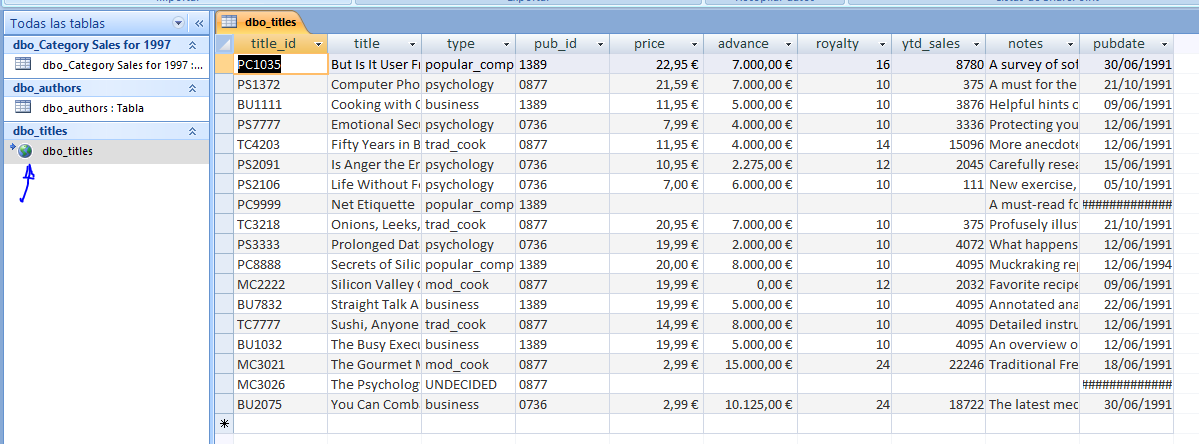 Importar Exportar Recopilar datos Listas de SharePoint
Todas las tablas
dbo_Category Sales for 1997
dbo_Category Sales for 1997 :...
dbo_authors
dbo_authors : Tabla
dbo_titles
dbo_titles
dbo_titles
title_id title type pub_id price advance royalty ytd_sales notes pubdate
PC1035 But Is It User Fr popular_comp 1389 22,95 € 7.000,00 € 16 8780 A survey of sof 30/06/1991
PS1372 Computer Pho psychology 0877 21,59 € 7.000,00 € 10 375 A must for the 21/10/1991
BU1111 Cooking with C business 1389 11,95 € 5.000,00 € 10 3876 Helpful hints o 09/06/1991
PS7777 Emotional Secu psychology 0736 7,99 € 4.000,00 € 10 3336 Protecting you 12/06/1991
TC4203 Fifty Years in B trad_cook 0877 11,95 € 4.000,00 € 14 15096 More anecdote 12/06/1991
PS2091 Is Anger the En psychology 0736 10,95 € 2.275,00 € 12 2045 Carefully resea 15/06/1991
PS2106 Life Without Fe psychology 0736 7,00 € 6.000,00 € 10 111 New exercise, 05/10/1991
PC9999 Net Etiquette popular_comp 1389 A must-read fo #############
TC3218 Onions, Leeks, trad_cook 0877 20,95 € 7.000,00 € 10 375 Profusely illust 21/10/1991
PS3333 Prolonged Dat psychology 0736 19,99 € 2.000,00 € 10 4072 What happens 12/06/1991
PC8888 Secrets of Silic popular_comp 1389 20,00 € 8.000,00 € 10 4095 Muckraking rep 12/06/1994
MC2222 Silicon Valley G mod_cook 0877 19,99 € 0,00 € 12 2032 Favorite recipe 09/06/1991
BU7832 Straight Talk A business 1389 19,99 € 5.000,00 € 10 4095 Annotated ana 22/06/1991
TC7777 Sushi, Anyone trad_cook 0877 14,99 € 8.000,00 € 10 4095 Detailed instru 12/06/1991
BU1032 The Busy Execu business 1389 19,99 € 5.000,00 € 10 4095 An overview o 12/06/1991
MC3021 The Gourmet M mod_cook 0877 2,99 € 15.000,00 € 24 22246 Traditional Fre 18/06/1991
MC3026 The Psychology UNDECIDED 0877 #############
BU2075 You Can Comba business 0736 2,99 € 10.125,00 € 24 18722 The latest med 30/06/1991